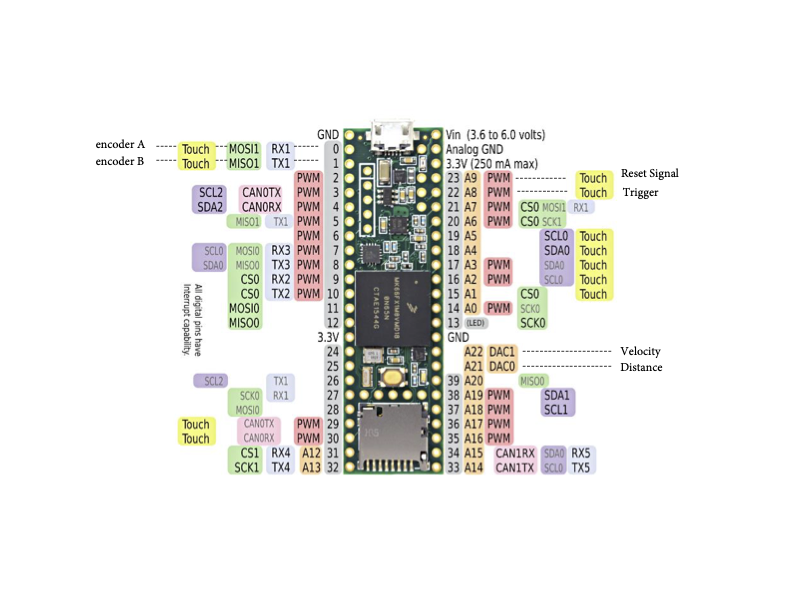 GND Vin (3.6 to 6.0 volts)
encoder A Touch MOSI1 RX1 0 Analog GND
encoder B Touch MISO1 TX1 1 3.3V (250 mA max)
PWM 2 23 A9 PWM Touch Reset Signal
SCL2 CAN0TX PWM 3 22 A8 PWM Touch Trigger
SDA2 CAN0RX PWM 4 21 A7 PWM CS0 MOSI1 RX1
MISO1 TX1 PWM 5 20 A6 PWM CS0 SCK1
PWM 6 19 A5 SCL0 Touch
SCL0 MOSI0 RX3 PWM 7 18 A4 SDA0 Touch
SDA0 MISO0 TX3 PWM 8 17 A3 PWM SDA0 Touch
CS0 RX2 PWM 9 16 A2 PWM SCL0 Touch
CS0 TX2 PWM 10 15 A1 CS0 Touch
MOSI0 11 14 A0 PWM SCK0
MISO0 12 13 (LED) SCK0
3.3V GND
24 A22 DAC1 Velocity
25 A21 DAC0 Distance
SCL2 TX1 26 39 A20 MISO0
SCK0 RX1 27 38 A19 PWM SDA1
MOSI0 28 37 A18 PWM SCL1
Touch CAN0TX PWM 29 36 A17 PWM
Touch CAN0RX PWM 30 35 A16 PWM
CS1 RX4 A12 31 34 A15 CAN1RX SDA0 RX5
SCK1 TX4 A13 32 33 A14 CAN1TX SCL0 TX5
All digital pins have
Interrupt capability.
MK66FX1M0VMD18